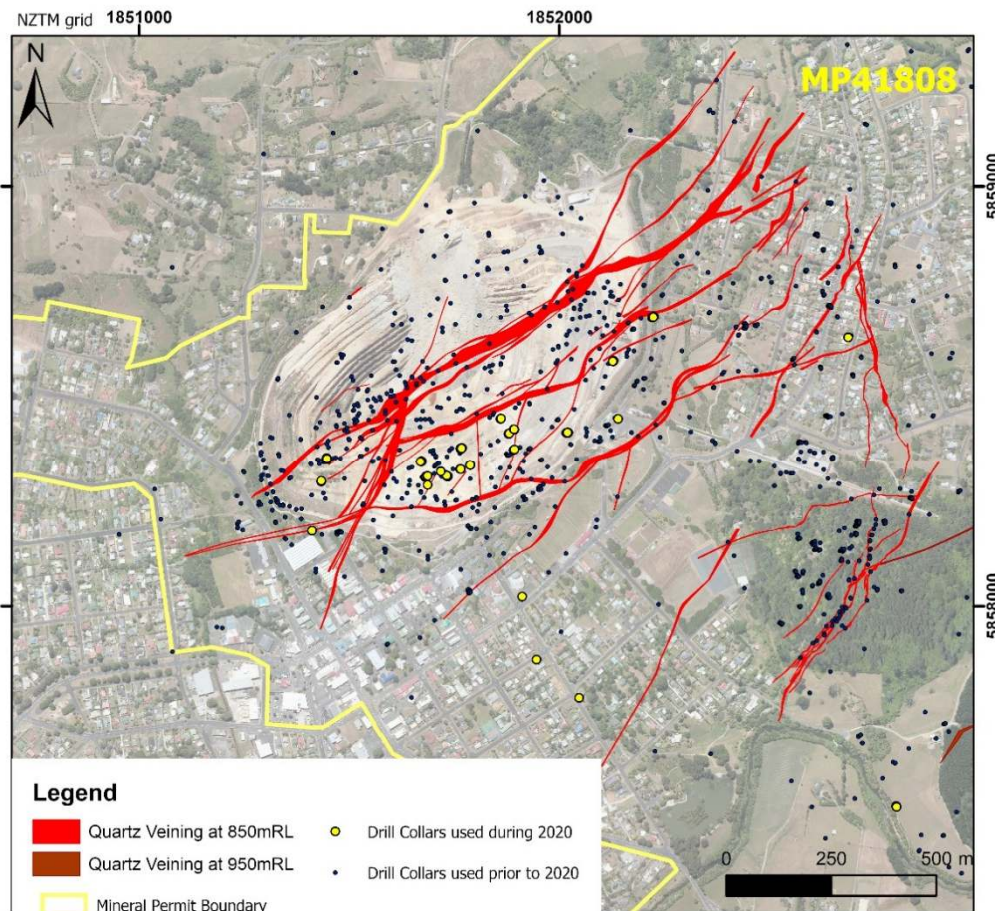 NZTM grid 1851000 1852000
N
MP41808
5859000
5858000
Legend
Quartz Veining at 850mRL
Drill Collars used during 2020
Quartz Veining at 950mRL
Drill Collars used prior to 2020
Mineral Permit Boundary
0 250 500 m